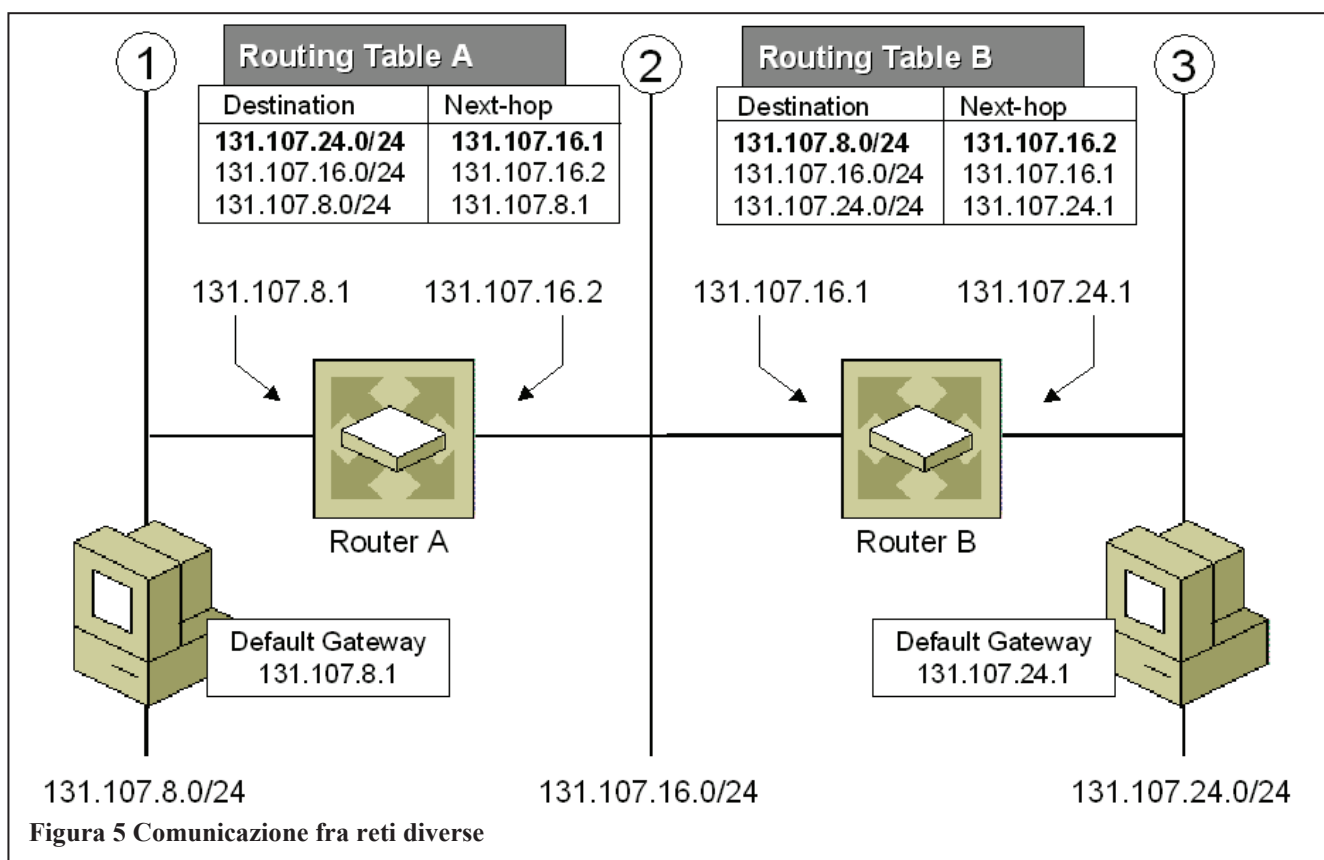 1
Routing Table A
2
Routing Table B
3
Destination Next-hop
131.107.24.0/24 131.107.16.1
131.107.16.0/24 131.107.16.2
131.107.8.0/24 131.107.8.1
Destination Next-hop
131.107.8.0/24 131.107.16.2
131.107.16.0/24 131.107.16.1
131.107.24.0/24 131.107.24.1
131.107.8.1
131.107.16.2
131.107.16.1
131.107.24.1
Router A
Router B
Default Gateway
131.107.8.1
Default Gateway
131.107.24.1
131.107.8.0/24
131.107.16.0/24
131.107.24.0/24
Figura 5 Comunicazione fra reti diverse